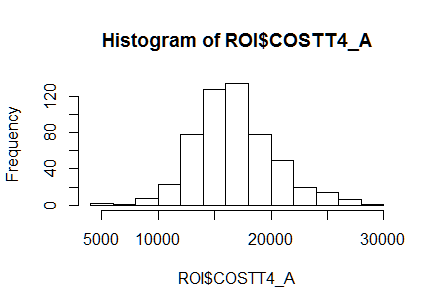 Histogram of ROI$COSTT4_A
Frequency
120
80
40
0
5000 10000 20000 30000
ROI$COSTT4_A